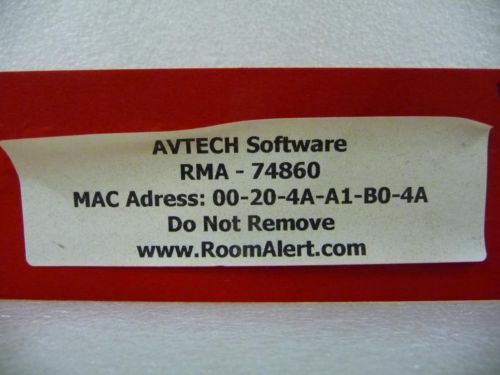 AVTECH Software
RMA - 74860
MAC Adress: 00-20-4A-A1-B0-4A
Do Not Remove
www.RoomAlert.com